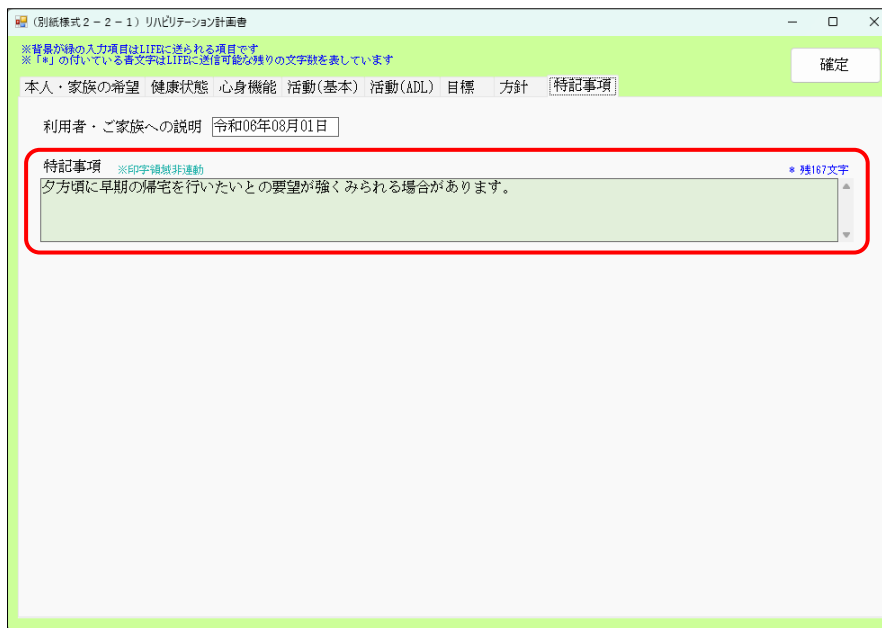 (別紙様式２－２－１) リハビリテーション計画書
※背景が緑の入力項目はLIFEに送られる項目です
※「*」の付いている青文字はLIFEに送信可能な残りの文字数を表しています
確定
本人・家族の希望 健康状態 心身機能 活動(基本) 活動(ADL) 目標 方針 特記事項
利用者・ご家族への説明 令和06年08月01日
特記事項 ※印字領域非連動 * 残167文字
夕方頃に早期の帰宅を行いたいとの要望が強くみられる場合があります。